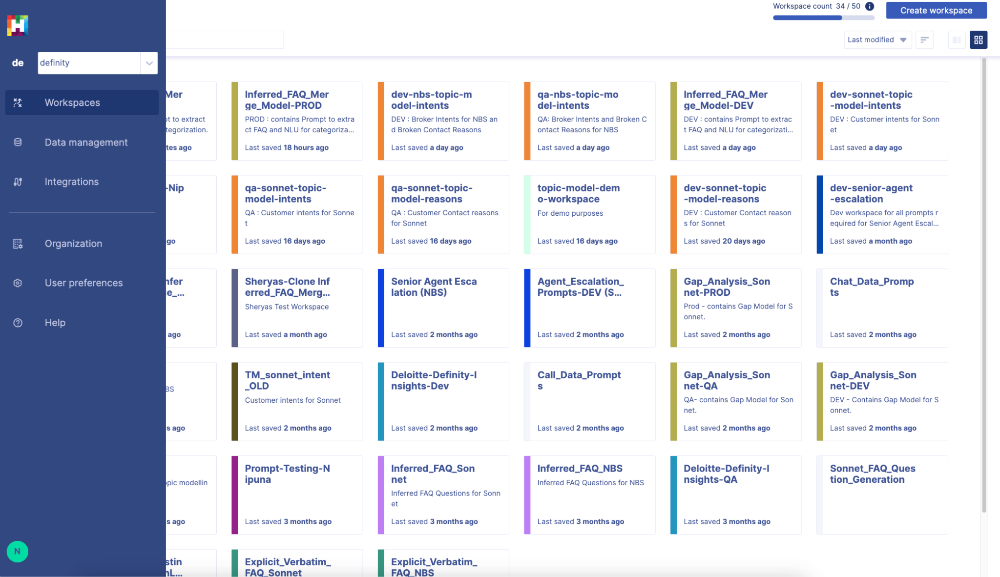 Workspace count 34 / 50
Create workspace
Last modified
H
de
definity
Workspaces
Data management
Integrations
Organization
User preferences
Help
N
Mer
pt to extract
tegorization.
tes ago
Inferred_FAQ_Mer
ge_Model-PROD
PROD : contains Prompt to extra
ct FAQ and NLU for categoriza...
Last saved 18 hours ago
dev-nbs-topic-m
odel-intents
DEV : Broker Intents for NBS an
d Broken Contact Reasons
Last saved a day ago
qa-nbs-topic-mo
del-intents
QA: Broker Intents and Broken C
ontact Reasons for NBS
Last saved a day ago
Inferred_FAQ_Mer
ge_Model-DEV
DEV : contains Prompt to extrac
t FAQ and NLU for categorizati...
Last saved a day ago
dev-sonnet-topic
-model-intents
DEV : Customer intents for Sonn
et
Last saved a day ago
-Nip
ago
qa-sonnet-topic-
model-intents
QA : Customer intents for Sonne
t
Last saved 16 days ago
qa-sonnet-topic-
model-reasons
QA : Customer Contact reasons
for Sonnet
Last saved 16 days ago
topic-model-dem
o-workspace
For demo purposes
Last saved 16 days ago
dev-sonnet-topic
-model-reasons
DEV : Customer Contact reason
s for Sonnet
Last saved 20 days ago
dev-senior-agent
-escalation
Dev workspace for all prompts r
equired for Senior Agent Escal...
Last saved a month ago
nfer
e_...
ago
Sheryas-Clone Inf
erred_FAQ_Merg...
Sheryas Test Workspace
Last saved a month ago
Senior Agent Esca
lation (NBS)
Last saved 2 months ago
Agent_Escalation_
Prompts-DEV (S...
Last saved 2 months ago
Gap_Analysis_Son
net-PROD
Prod - contains Gap Model for S
onnet.
Last saved 2 months ago
Chat_Data_Promp
ts
Last saved 2 months ago
BS
s ago
TM_sonnet_intent
_OLD
Customer intents for Sonnet
Last saved 2 months ago
Deloitte-Definity-I
nsights-Dev
Last saved 2 months ago
Call_Data_Prompt
s
Last saved 2 months ago
Gap_Analysis_Son
net-QA
QA- contains Gap Model for Son
net.
Last saved 2 months ago
Gap_Analysis_Son
net-DEV
DEV - Contains Gap Model for S
onnet.
Last saved 2 months ago
opic modellin
s ago
Prompt-Testing-N
ipuna
Last saved 3 months ago
Inferred_FAQ_Son
net
Inferred FAQ Questions for Sonn
et
Last saved 3 months ago
Inferred_FAQ_NBS
Inferred FAQ Questions for NBS
Last saved 3 months ago
Deloitte-Definity-I
nsights-QA
Last saved 3 months ago
Sonnet_FAQ_Ques
tion_Generation
stin
nL...
Explicit_Verbatim_
FAQ_Sonnet
Explicit_Verbatim_
FAQ_NBS